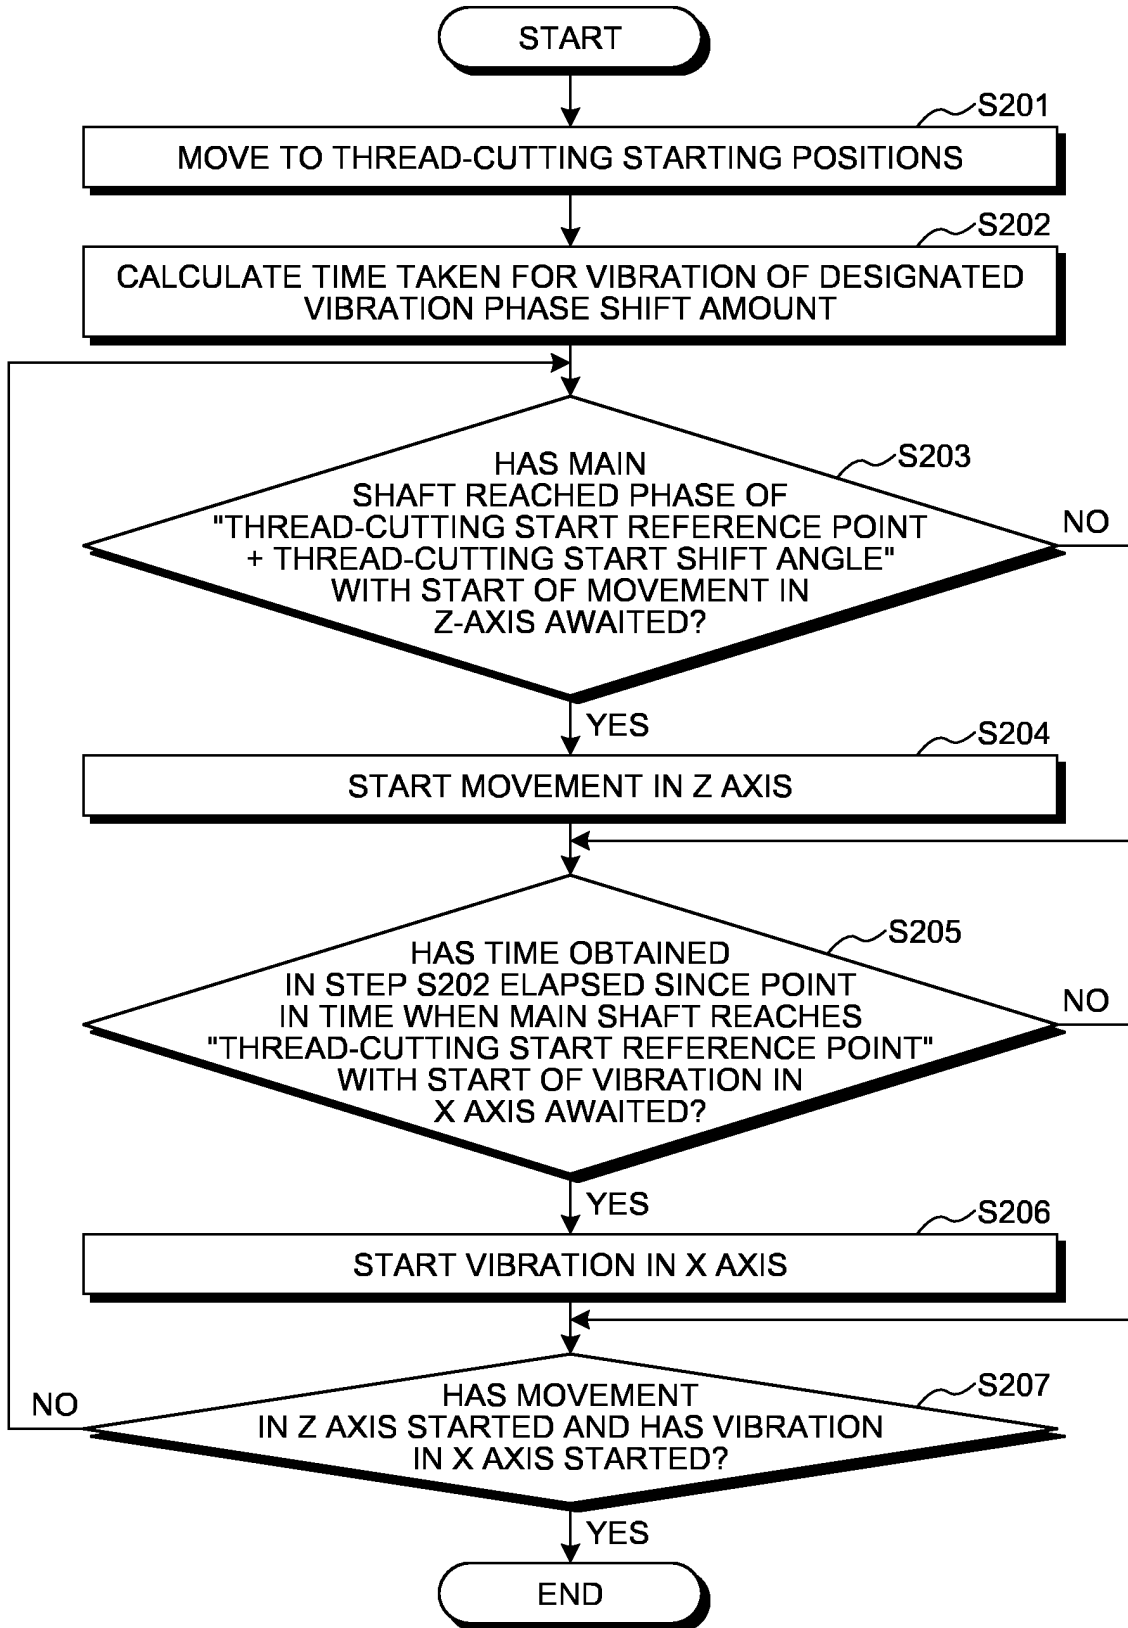 START
S201
MOVE TO THREAD-CUTTING STARTING POSITIONS
S202
CALCULATE TIME TAKEN FOR VIBRATION OF DESIGNATED
VIBRATION PHASE SHIFT AMOUNT
S203
HAS MAIN
SHAFT REACHED PHASE OF
"THREAD-CUTTING START REFERENCE POINT
+ THREAD-CUTTING START SHIFT ANGLE"
WITH START OF MOVEMENT IN
Z-AXIS AWAITED?
NO
YES
S204
START MOVEMENT IN Z AXIS
S205
HAS TIME OBTAINED
IN STEP S202 ELAPSED SINCE POINT
IN TIME WHEN MAIN SHAFT REACHES
"THREAD-CUTTING START REFERENCE POINT"
WITH START OF VIBRATION IN
X AXIS AWAITED?
NO
YES
S206
START VIBRATION IN X AXIS
S207
NO
HAS MOVEMENT
IN Z AXIS STARTED AND HAS VIBRATION
IN X AXIS STARTED?
YES
END